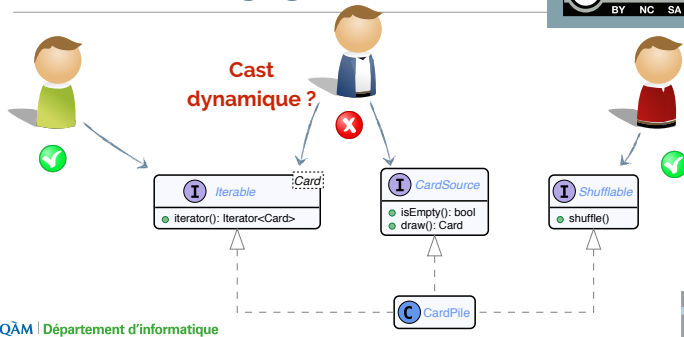 BY NC SA
Cast
dynamique ?
I Iterable
Card
iterator(): Iterator<Card>
I CardSource
isEmpty(): bool
draw(): Card
I Shufflable
shuffle()
C CardPile
QÀM | Département d'informatique